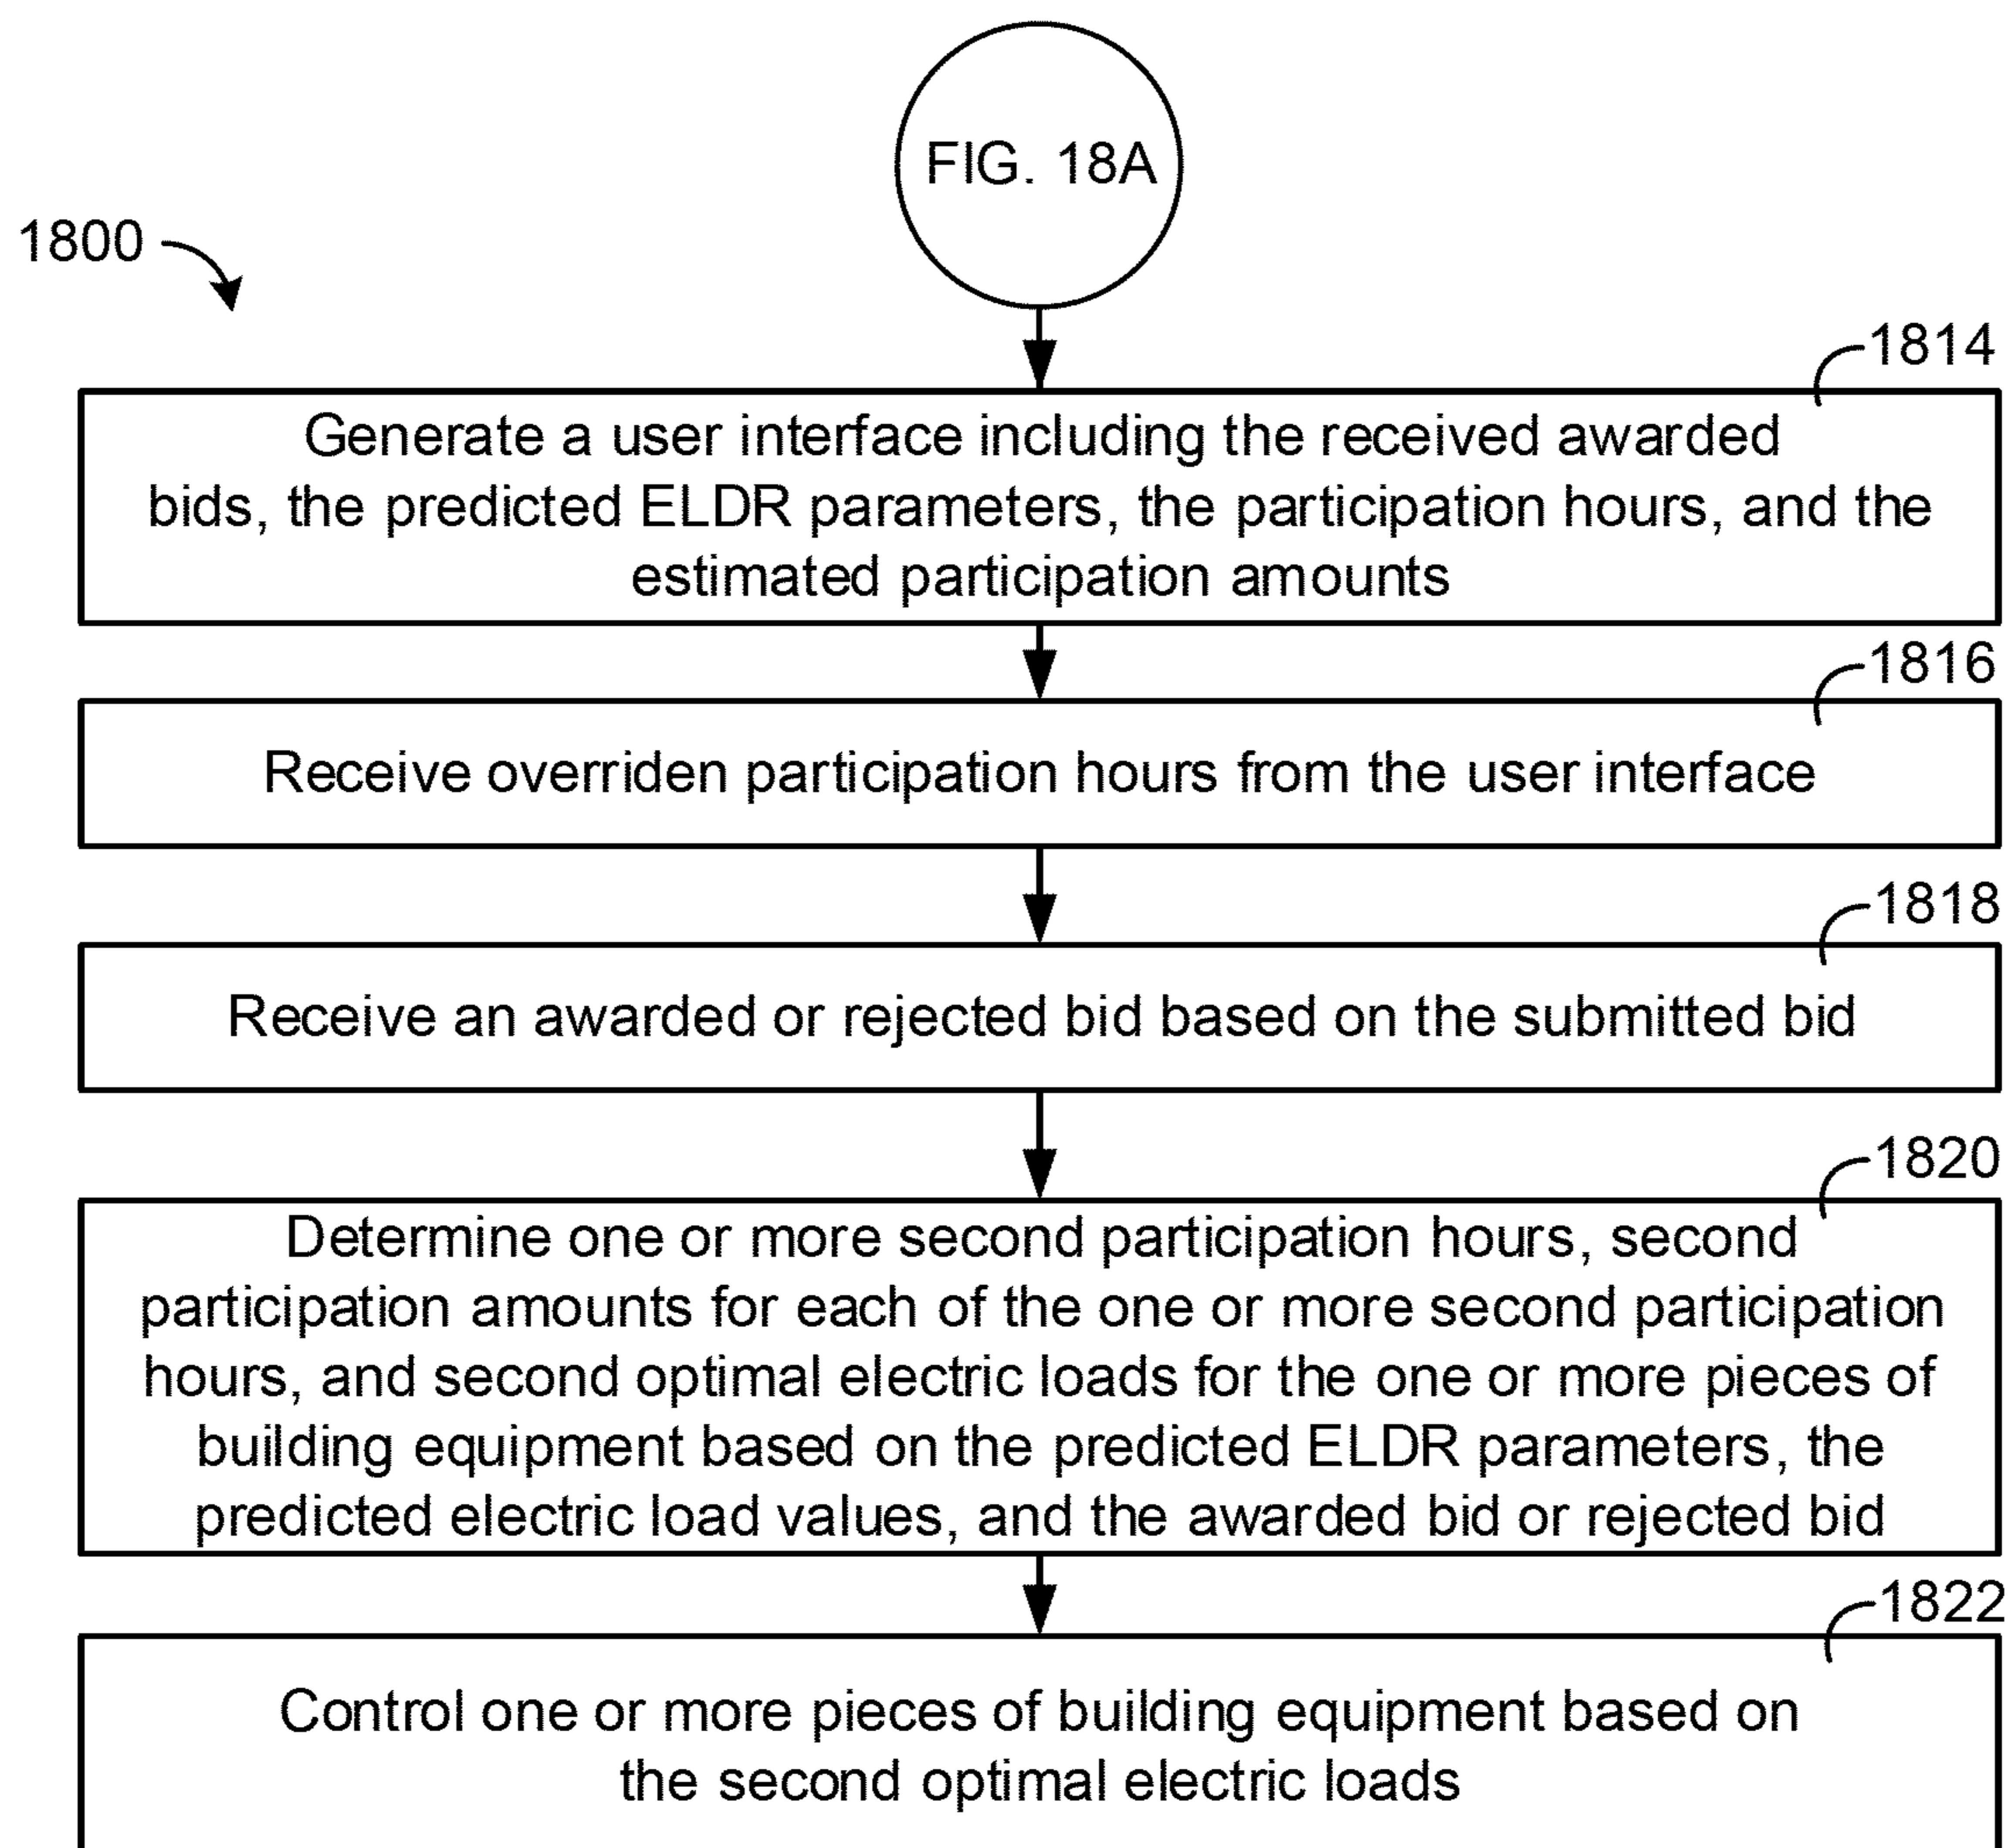 FIG. 18A
1800
1814
Generate a user interface including the received awarded
bids, the predicted ELDR parameters, the participation hours, and the
estimated participation amounts
1816
Receive overriden participation hours from the user interface
1818
Receive an awarded or rejected bid based on the submitted bid
1820
Determine one or more second participation hours, second
participation amounts for each of the one or more second participation
hours, and second optimal electric loads for the one or more pieces of
building equipment based on the predicted ELDR parameters, the
predicted electric load values, and the awarded bid or rejected bid
1822
Control one or more pieces of building equipment based on
the second optimal electric loads